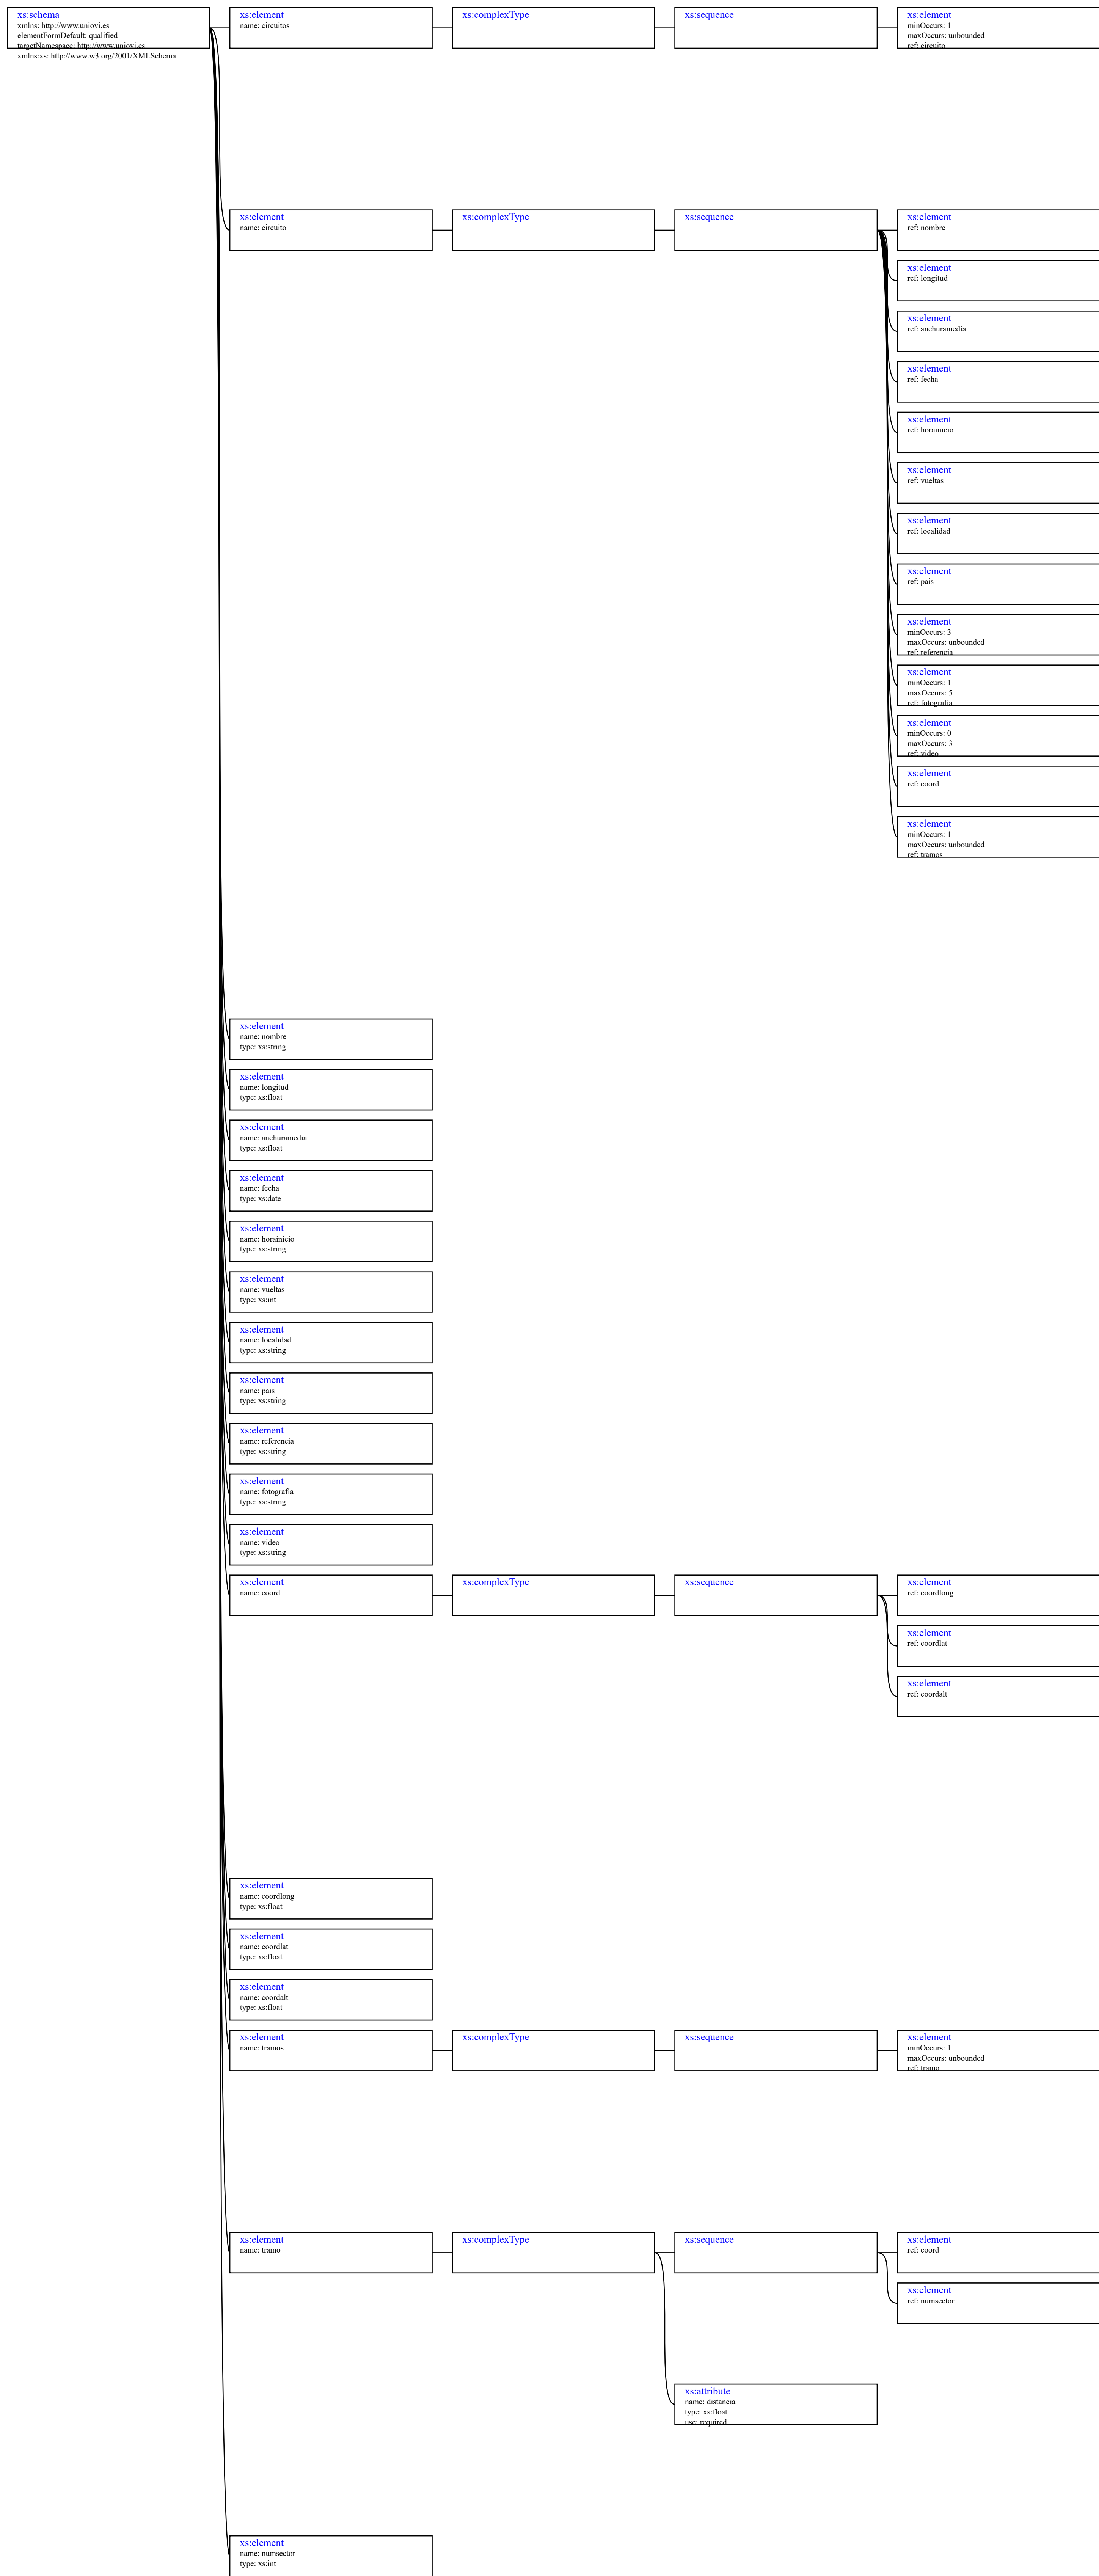 xs:schema
xmlns: http://www.uniovi.es
elementFormDefault: qualified
targetNamespace: http://www.uniovi.es
xmlns:xs: http://www.w3.org/2001/XMLSchema
xs:element
name: circuitos
xs:complexType
xs:sequence
xs:element
minOccurs: 1
maxOccurs: unbounded
ref: circuito
xs:element
name: circuito
xs:complexType
xs:sequence
xs:element
ref: nombre
xs:element
ref: longitud
xs:element
ref: anchuramedia
xs:element
ref: fecha
xs:element
ref: horainicio
xs:element
ref: vueltas
xs:element
ref: localidad
xs:element
ref: pais
xs:element
minOccurs: 3
maxOccurs: unbounded
ref: referencia
xs:element
minOccurs: 1
maxOccurs: 5
ref: fotografia
xs:element
minOccurs: 0
maxOccurs: 3
ref: video
xs:element
ref: coord
xs:element
minOccurs: 1
maxOccurs: unbounded
ref: tramos
xs:element
name: nombre
type: xs:string
xs:element
name: longitud
type: xs:float
xs:element
name: anchuramedia
type: xs:float
xs:element
name: fecha
type: xs:date
xs:element
name: horainicio
type: xs:string
xs:element
name: vueltas
type: xs:int
xs:element
name: localidad
type: xs:string
xs:element
name: pais
type: xs:string
xs:element
name: referencia
type: xs:string
xs:element
name: fotografia
type: xs:string
xs:element
name: video
type: xs:string
xs:element
name: coord
xs:complexType
xs:sequence
xs:element
ref: coordlong
xs:element
ref: coordlat
xs:element
ref: coordalt
xs:element
name: coordlong
type: xs:float
xs:element
name: coordlat
type: xs:float
xs:element
name: coordalt
type: xs:float
xs:element
name: tramos
xs:complexType
xs:sequence
xs:element
minOccurs: 1
maxOccurs: unbounded
ref: tramo
xs:element
name: tramo
xs:complexType
xs:sequence
xs:element
ref: coord
xs:element
ref: numsector
xs:attribute
name: distancia
type: xs:float
use: required
xs:element
name: numsector
type: xs:int